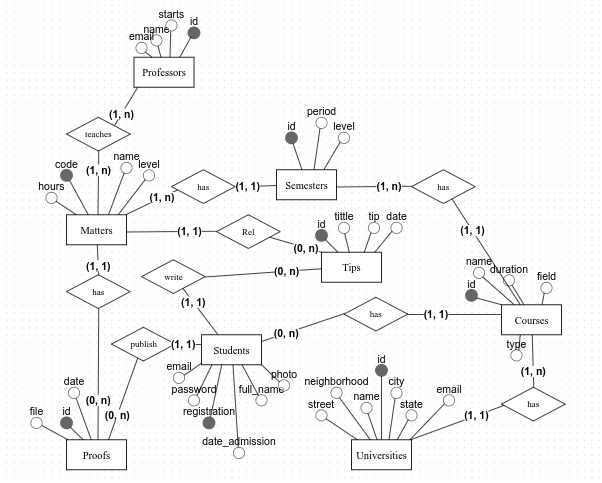 starts
name
id
email
Professors
(1, n)
teaches
period
id
level
(1, n)
name
code
level
hours
(1, n)
has
(1, 1)
Semesters
(1, n)
has
Matters
(1, 1)
Rel
(0, n)
id
tittle
tip
date
(1, 1)
Tips
write
(0, n)
(1, 1)
name
duration
field
id
(1, 1)
has
(1, 1)
has
(1, 1)
Courses
type
(0, n)
publish
(1, 1)
Students
email
password
registration
full_name
photo
date_admission
id
neighborhood
city
name
state
email
street
(1, n)
has
(1, 1)
date
(0, n)
(0, n)
file
id
Proofs
Universities